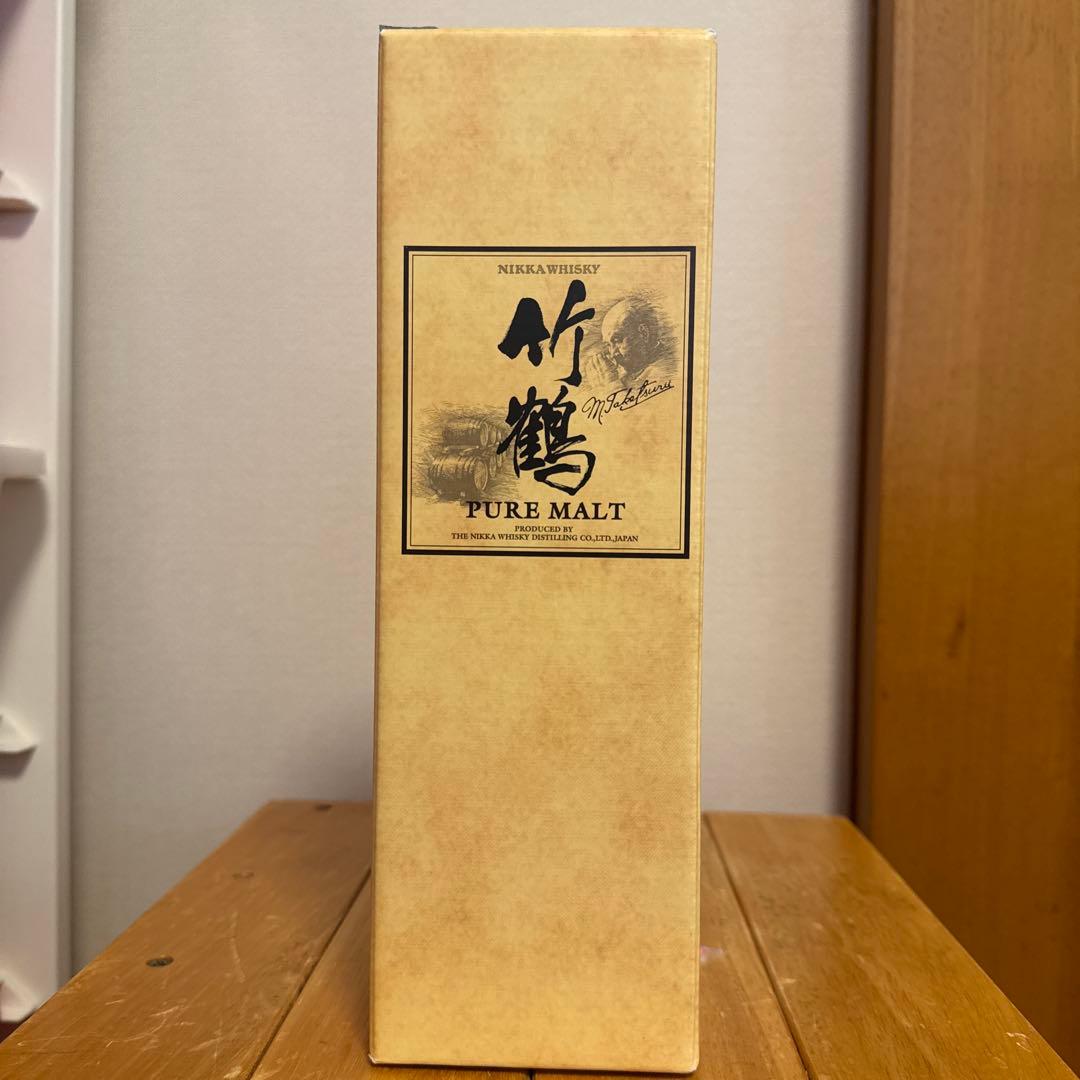 NIKKA WHISKY
竹鶴
M.Taketsuru
PURE MALT
PRODUCED BY
THE NIKKA WHISKY DISTILLING CO.,LTD.,JAPAN